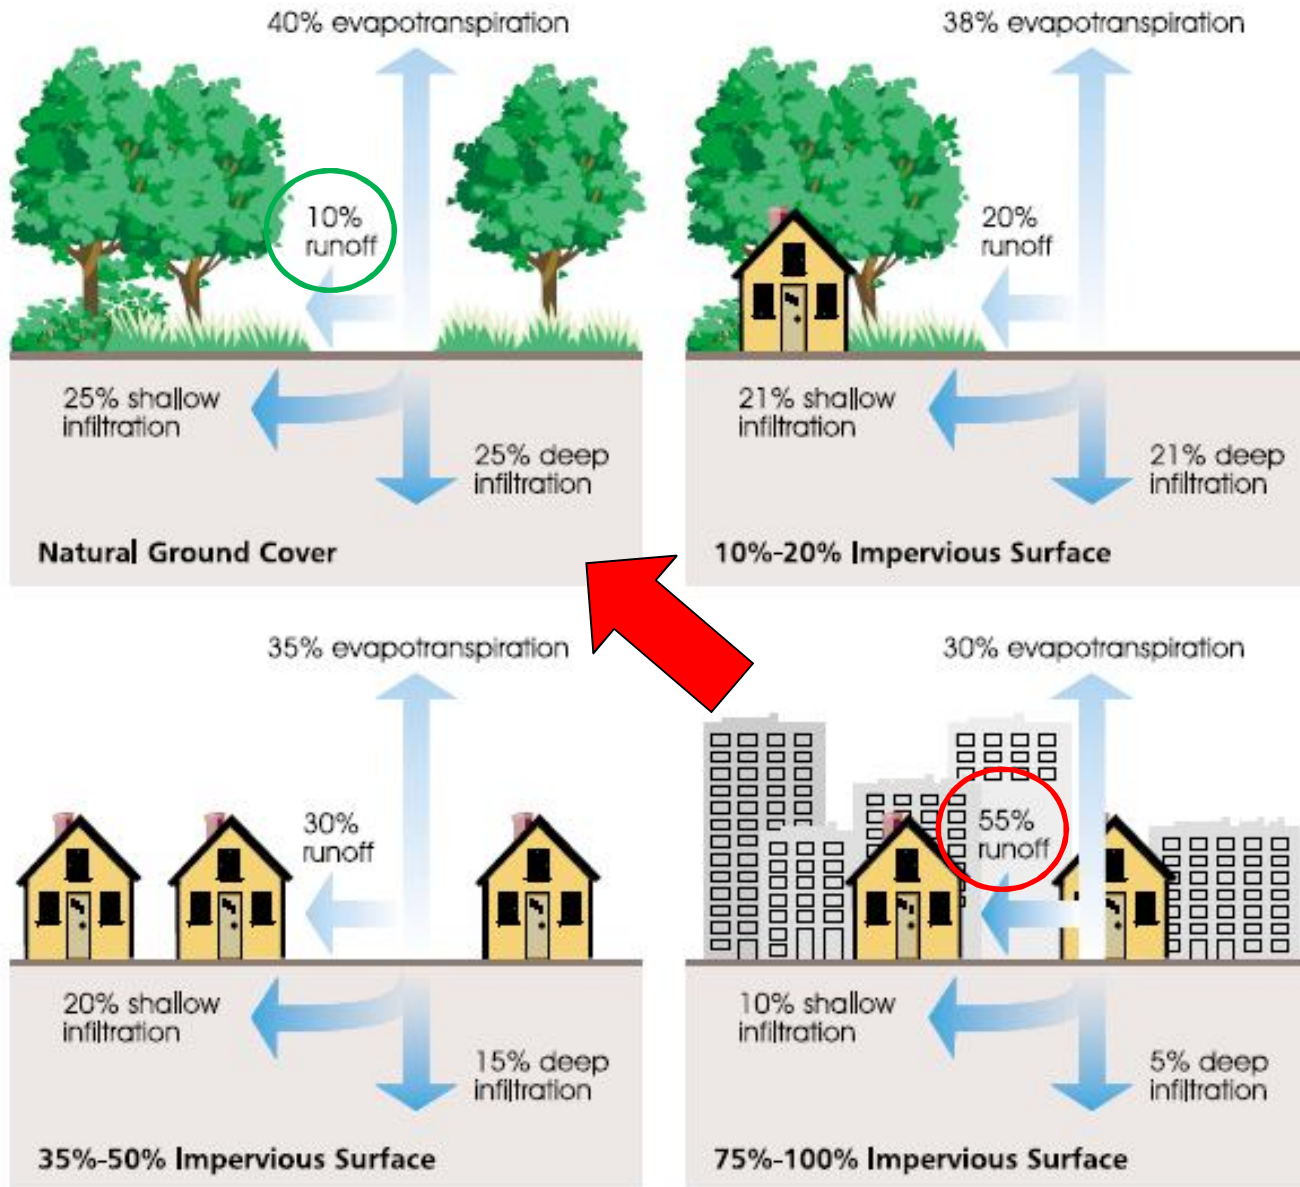 40% evapotranspiration
10%
runoff
25% shallow
infiltration
25% deep
infiltration
Natural Ground Cover
38% evapotranspiration
20%
runoff
21% shallow
infiltration
21% deep
infiltration
10%-20% Impervious Surface
35% evapotranspiration
30%
runoff
20% shallow
infiltration
15% deep
infiltration
35%-50% Impervious Surface
30% evapotranspiration
55%
runoff
10% shallow
infiltration
5% deep
infiltration
75%-100% Impervious Surface